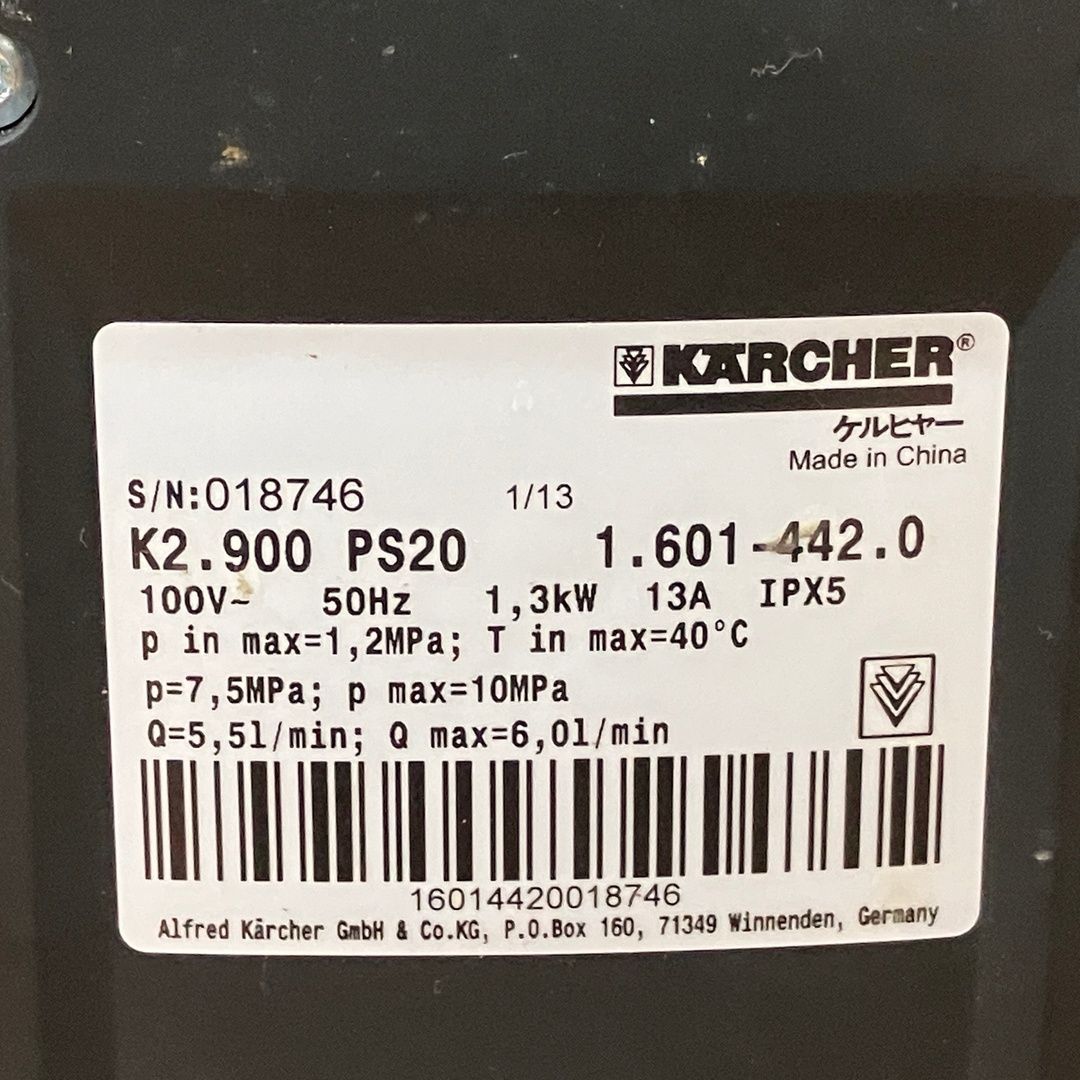 KÄRCHER®
ケルヒャー
Made in China
S/N:018746 1/13
K2.900 PS20 1.601-442.0
100V~ 50Hz 1,3kW 13A IPX5
p in max=1,2MPa; T in max=40°C
p=7,5MPa; p max=10MPa
Q=5,5l/min; Q max=6,0l/min
16014420018746
Alfred Kärcher GmbH & Co.KG, P.O.Box 160, 71349 Winnenden, Germany